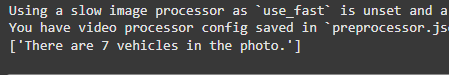 Using a slow image processor as `use_fast` is unset and a
You have video processor config saved in `preprocessor.js
['There are 7 vehicles in the photo.']